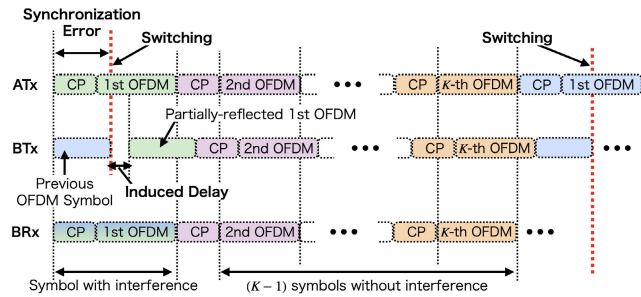 Synchronization
Error
Switching
Switching
ATx
CP
1st OFDM
CP
2nd OFDM
•••
CP
K-th OFDM
CP
1st OFDM
Partially-reflected 1st OFDM
BTx
CP
2nd OFDM
•••
CP
K-th OFDM
•••
Previous
OFDM Symbol
Induced Delay
BRx
CP
1st OFDM
CP
2nd OFDM
•••
CP
K-th OFDM
•••
Symbol with interference
(K − 1) symbols without interference